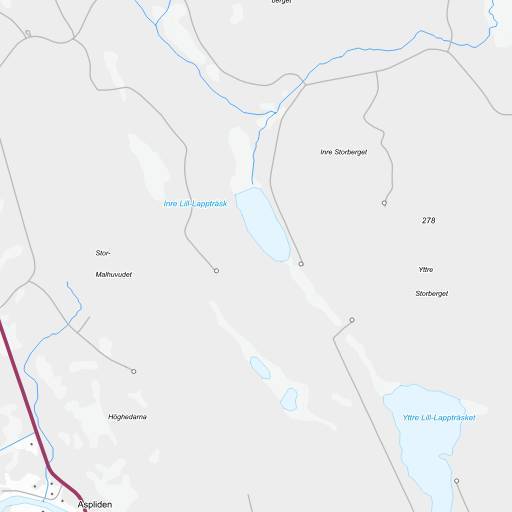 berget
Inre Storberget
Inre Lill-Lappträsk
278
Stor-
Malhuvudet
Yttre
Storberget
Höghedarna
Yttre Lill-Lappträsket
Aspliden